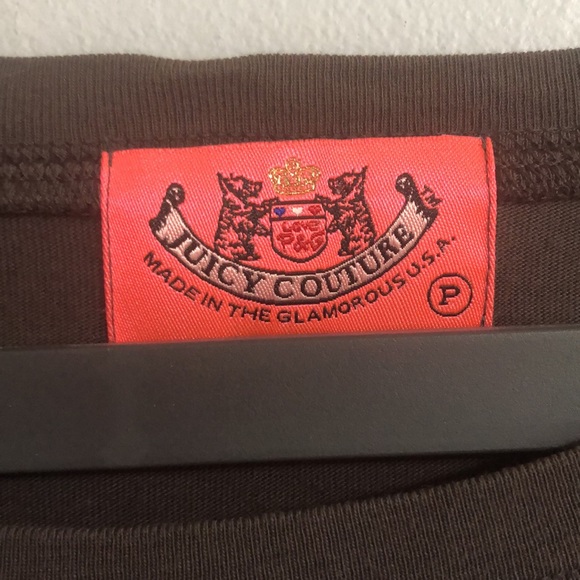 Love
P&G
JUICY COUTURE
MADE IN THE GLAMOROUS U.S.A.
P